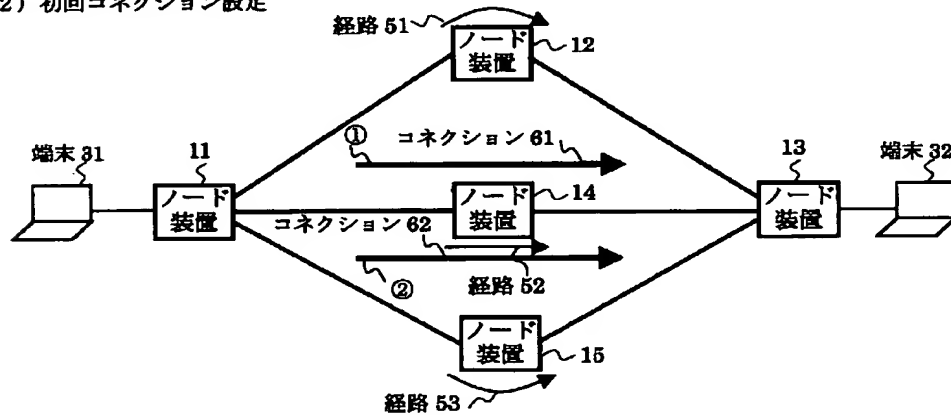 2）初回コネクション設定
経路 51
ノード
装置
12
① コネクション 61
端末 31
11
ノード
装置
ノード
装置
14
13
ノード
装置
端末 32
コネクション 62
② 経路 52
ノード
装置
15
経路 53